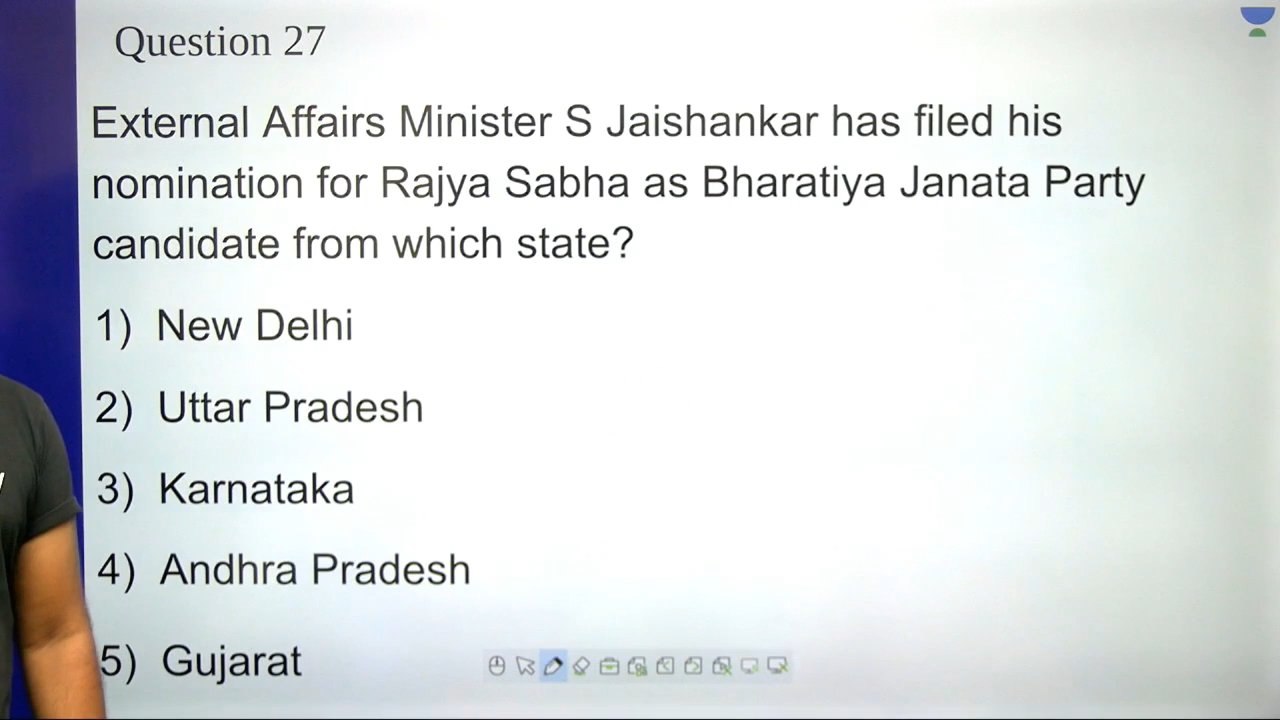 Question 27
External Affairs Minister S Jaishankar has filed his
nomination for Rajya Sabha as Bharatiya Janata Party
candidate from which state?
1) New Delhi
2) Uttar Pradesh
3) Karnataka
4) Andhra Pradesh
5) Gujarat